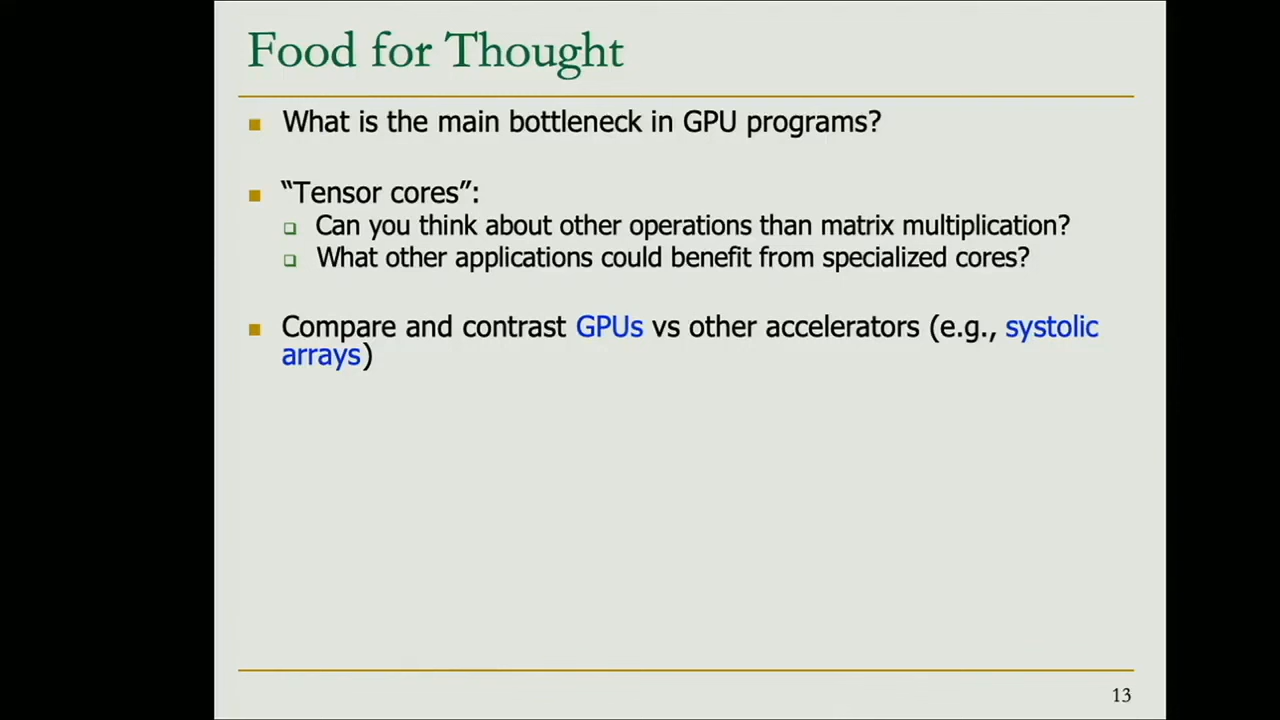 Food for Thought
What is the main bottleneck in GPU programs?
“Tensor cores”:
Can you think about other operations than matrix multiplication?
What other applications could benefit from specialized cores?
Compare and contrast GPUs vs other accelerators (e.g., systolic
arrays)
13